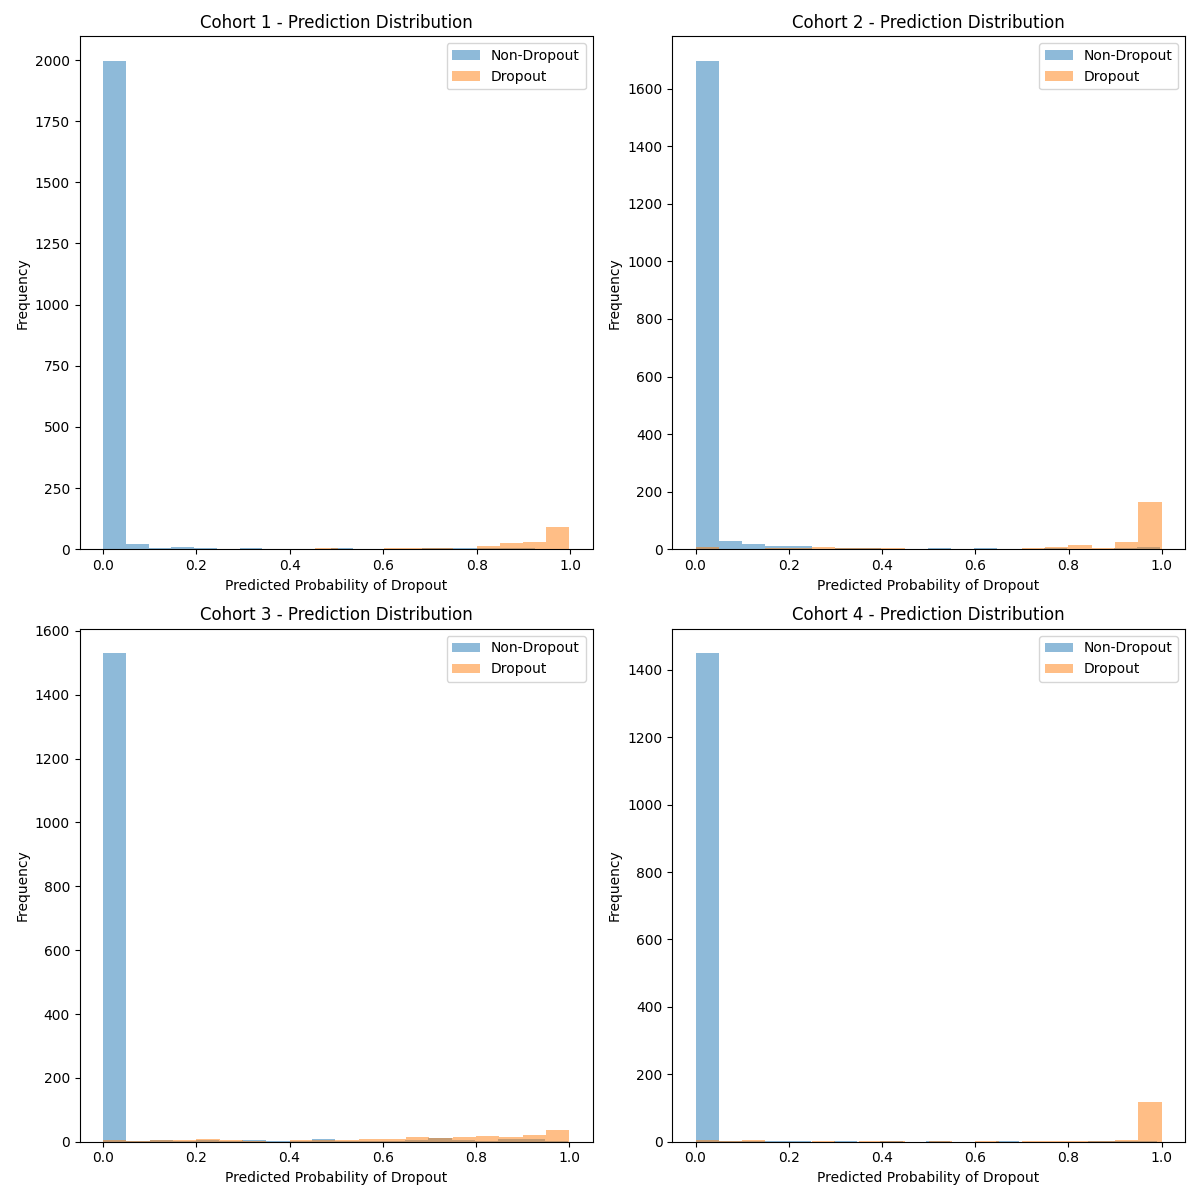 Cohort 1 - Prediction Distribution
Non-Dropout
Dropout
2000
1750
1500
1250
1000
750
500
250
0
Frequency
0.0 0.2 0.4 0.6 0.8 1.0
Predicted Probability of Dropout
Cohort 2 - Prediction Distribution
Non-Dropout
Dropout
1600
1400
1200
1000
800
600
400
200
0
Frequency
0.0 0.2 0.4 0.6 0.8 1.0
Predicted Probability of Dropout
Cohort 3 - Prediction Distribution
Non-Dropout
Dropout
1600
1400
1200
1000
800
600
400
200
0
Frequency
0.0 0.2 0.4 0.6 0.8 1.0
Predicted Probability of Dropout
Cohort 4 - Prediction Distribution
Non-Dropout
Dropout
1400
1200
1000
800
600
400
200
0
Frequency
0.0 0.2 0.4 0.6 0.8 1.0
Predicted Probability of Dropout